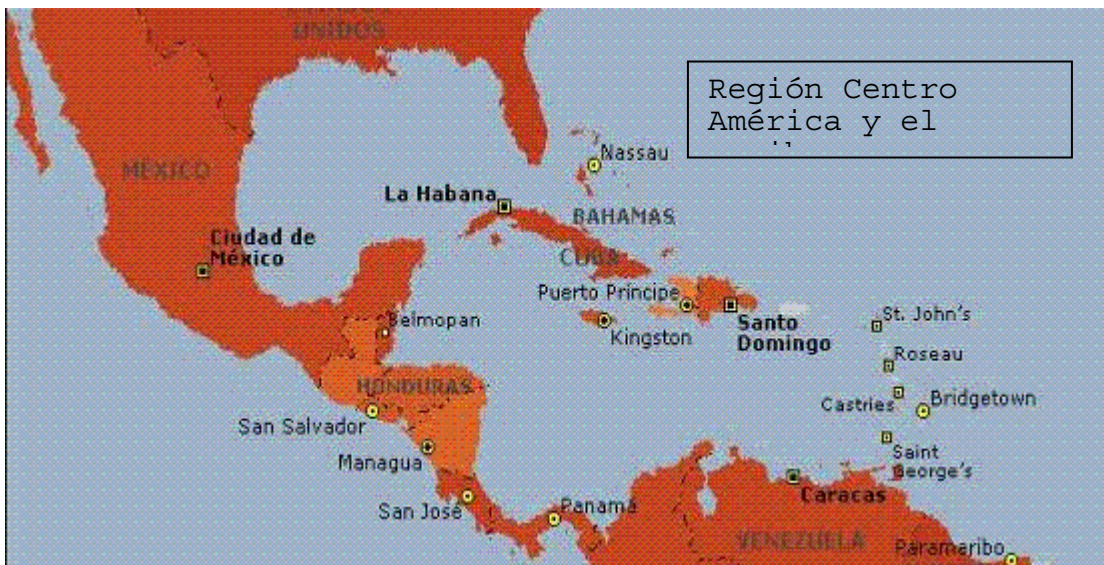 UNIDOS
Región Centro
América y el
MÉXICO
Nassau
La Habana
BAHAMAS
Ciudad de
México
CUBA
Puerto Príncipe
Belmopan
Kingston
Santo
Domingo
St. John's
Roseau
HONDURAS
Castries
Bridgetown
San Salvador
Managua
Saint
George's
San José
Panamá
Caracas
VENEZUELA
Paramaribo